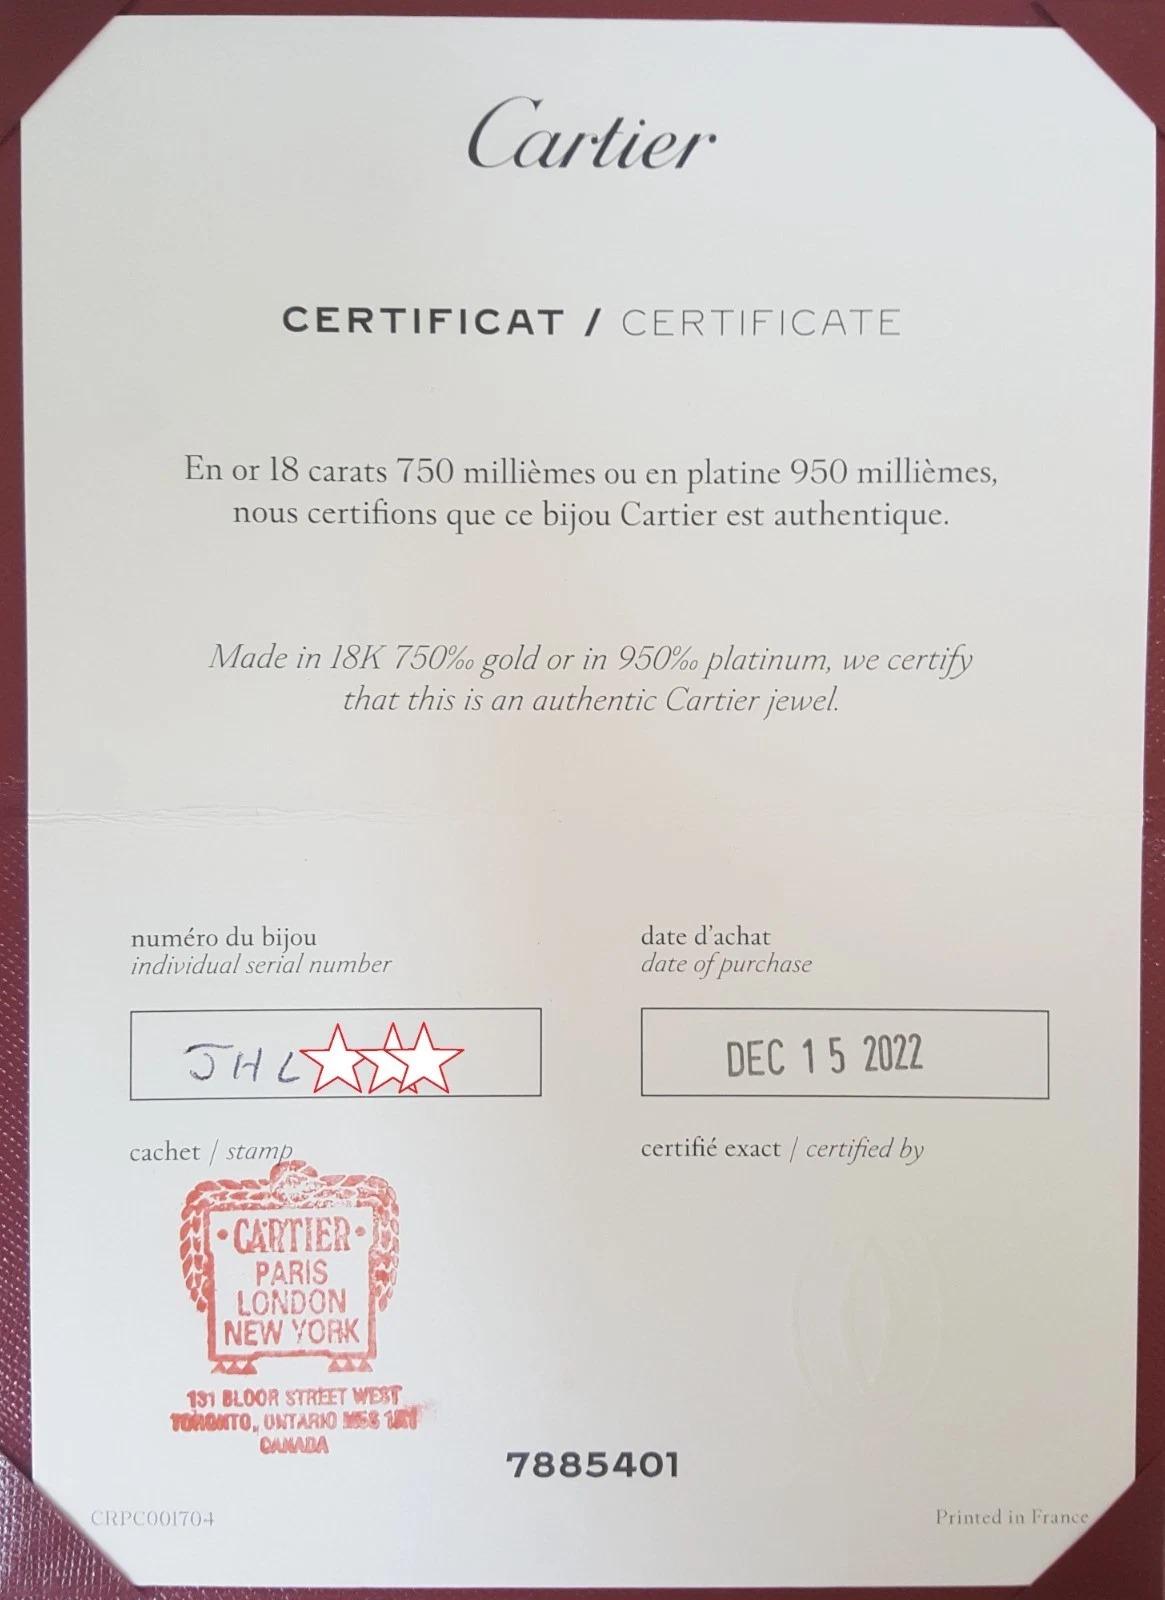 Cartier
CERTIFICAT / CERTIFICATE
En or 18 carats 750 millièmes ou en platine 950 millièmes,
nous certifions que ce bijou Cartier est authentique.
Made in 18K 750‰ gold or in 950‰ platinum, we certify
that this is an authentic Cartier jewel.
numéro du bijou
individual serial number
JHL
date d'achat
date of purchase
DEC 15 2022
cachet / stamp
certifié exact / certified by
CARTIER
PARIS
LONDON
NEW YORK
131 BLOOR STREET WEST
TORONTO, ONTARIO M5S
CANADA
7885401
CRPC001704
Printed in France